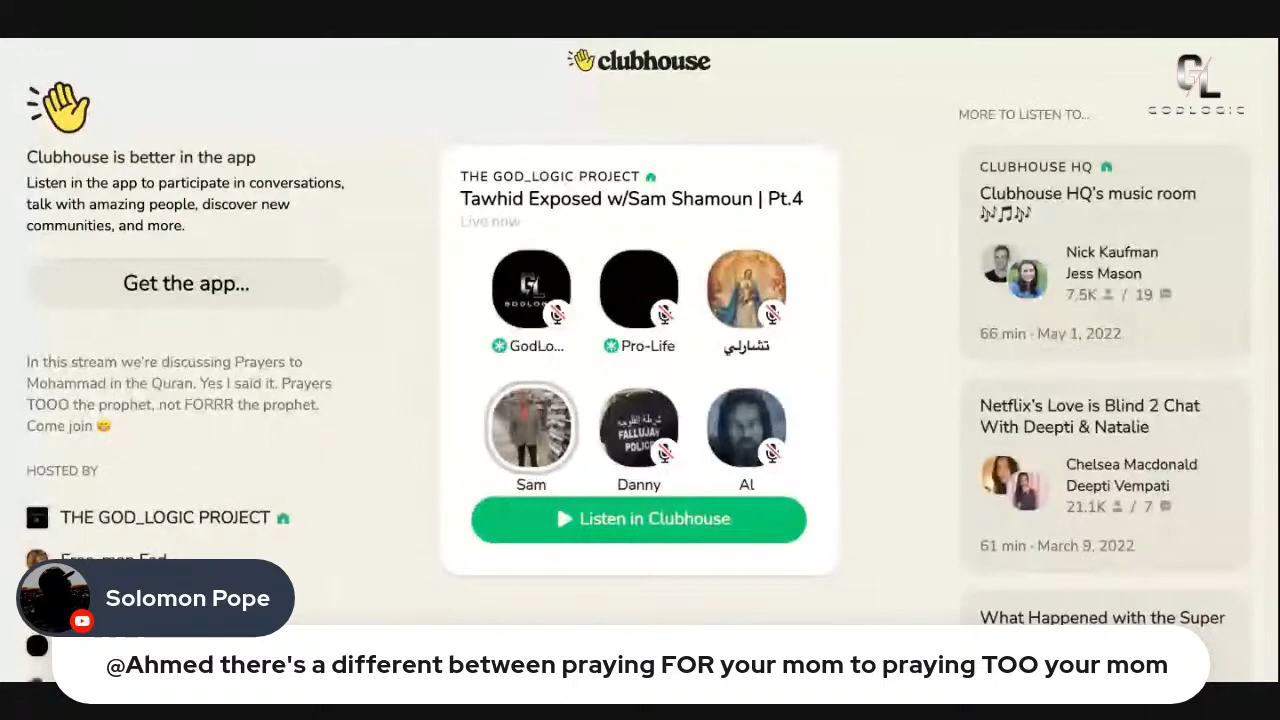 clubhouse
GL
GODLOGIC
Clubhouse is better in the app
Listen in the app to participate in conversations,
talk with amazing people, discover new
communities, and more.
Get the app...
In this stream we're discussing Prayers to
Mohammad in the Quran. Yes I said it. Prayers
TOOO the prophet, not FORRR the prophet.
Come join 😄
HOSTED BY
THE GOD_LOGIC PROJECT
THE GOD_LOGIC PROJECT
Tawhid Exposed w/Sam Shamoun | Pt.4
Live now
GodLo...
Pro-Life
تشارلي
FALLUJAH
POLICE
Sam
Danny
Al
Listen in Clubhouse
MORE TO LISTEN TO...
CLUBHOUSE HQ
Clubhouse HQ's music room
🎶🎵🎶
Nick Kaufman
Jess Mason
7.5K / 19
66 min · May 1, 2022
Netflix's Love is Blind 2 Chat
With Deepti & Natalie
Chelsea Macdonald
Deepti Vempati
21.1K / 7
61 min · March 9, 2022
What Happened with the Super
Solomon Pope
@Ahmed there's a different between praying FOR your mom to praying TOO your mom